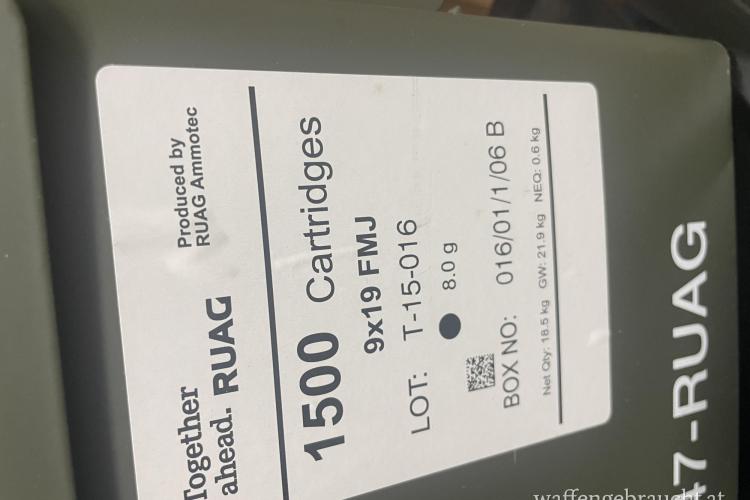 Together
ahead. RUAG
Produced by
RUAG Ammotec
1500 Cartridges
9x19 FMJ
LOT: T-15-016
8.0 g
BOX NO: 016/01/1/06 B
Net Qty: 18.5 kg GW: 21.9 kg NEQ: 0.6 kg
47-RUAG
waffengebraucht.at